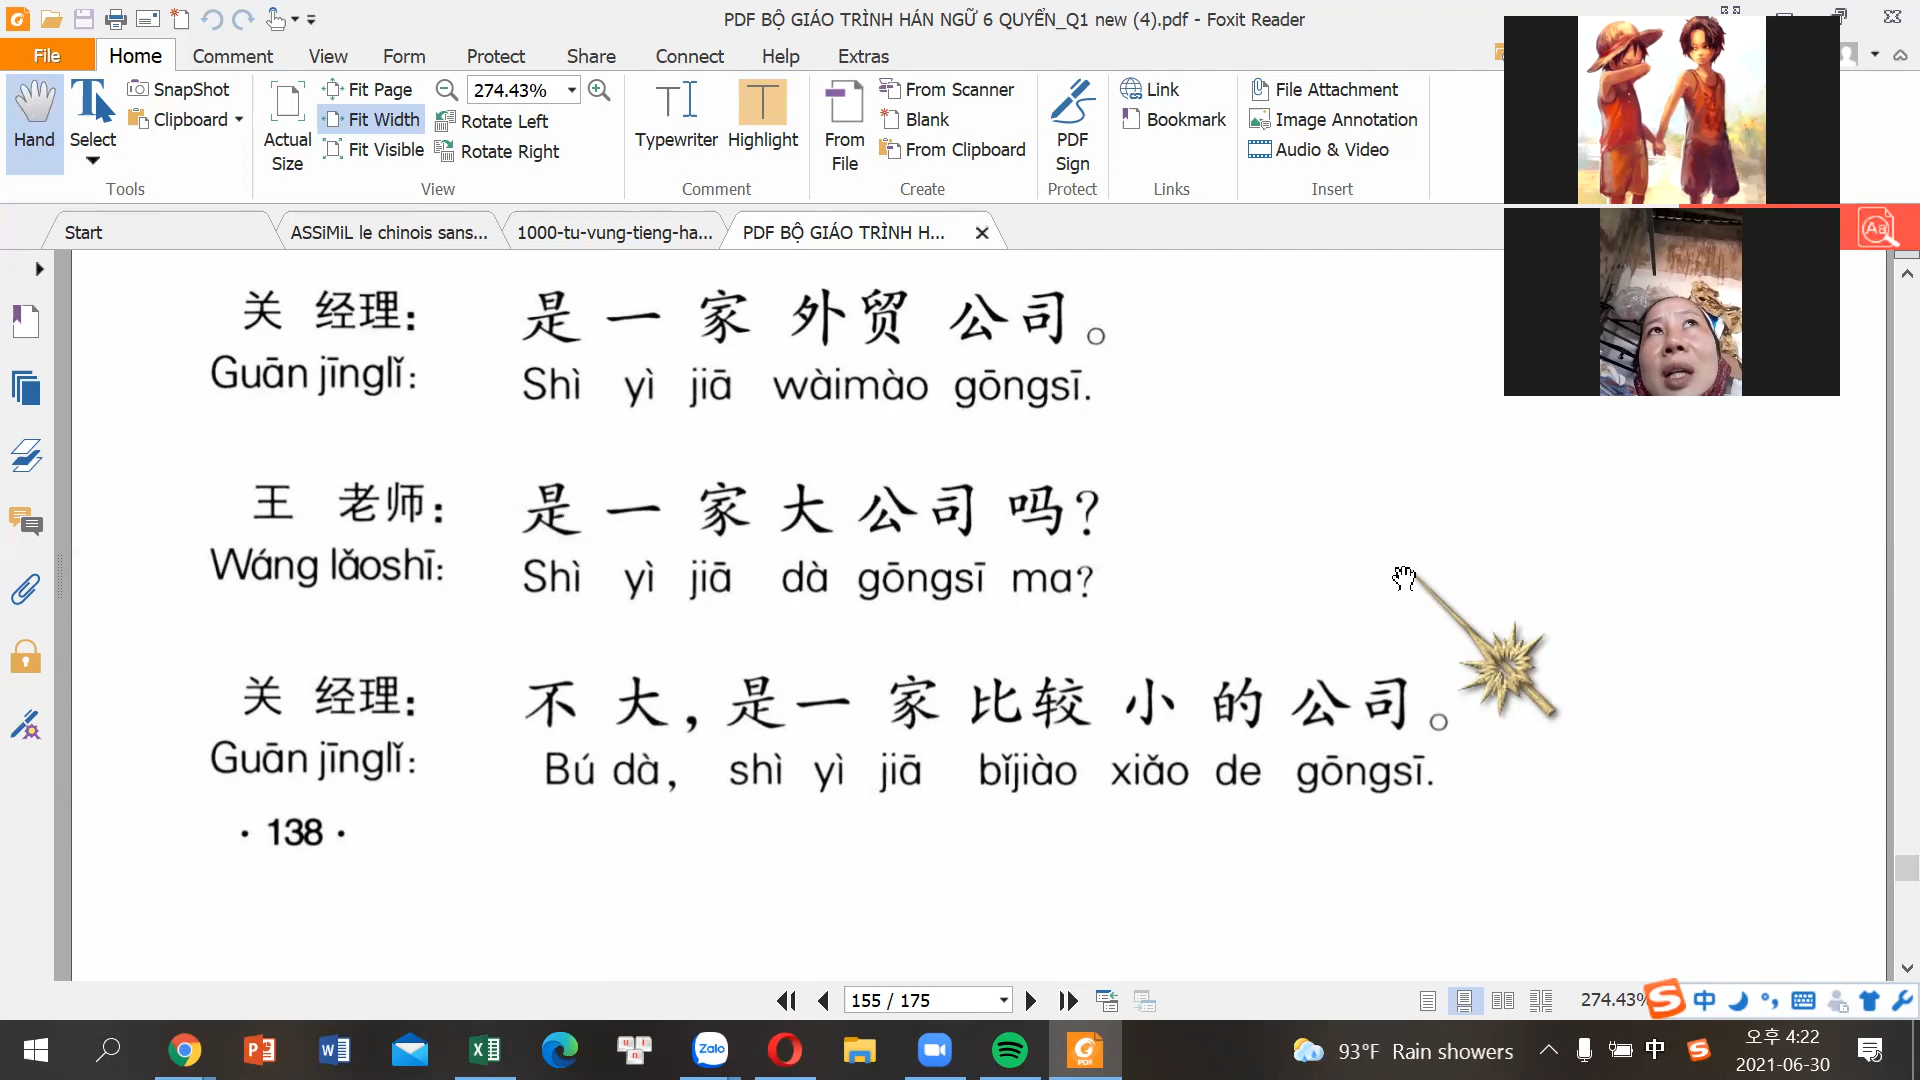 PDF BỘ GIÁO TRÌNH HÁN NGỮ 6 QUYỂN_Q1 new (4).pdf - Foxit Reader
File Home Comment View Form Protect Share Connect Help Extras
Hand
Select
SnapShot
Clipboard
Tools
Actual Size
Fit Page
Fit Width
Fit Visible
274.43%
Rotate Left
Rotate Right
View
Typewriter
Highlight
Comment
From File
From Scanner
Blank
From Clipboard
Create
PDF Sign
Protect
Link
Bookmark
Links
File Attachment
Image Annotation
Audio & Video
Insert
Start
ASSiMiL le chinois sans...
1000-tu-vung-tieng-ha...
PDF BỘ GIÁO TRÌNH H...
关 经理: 是 一 家 外贸 公司。
Guān jīnglǐ: Shì yì jiā wàimào gōngsī.
王 老师: 是 一 家 大 公司 吗?
Wáng lǎoshī: Shì yì jiā dà gōngsī ma?
关 经理: 不 大, 是 一 家 比较 小 的 公司。
Guān jīnglǐ: Bú dà, shì yì jiā bǐjiào xiǎo de gōngsī.
· 138 ·
155 / 175
274.43%
中
Zalo
93°F Rain showers
中
오후 4:22
2021-06-30